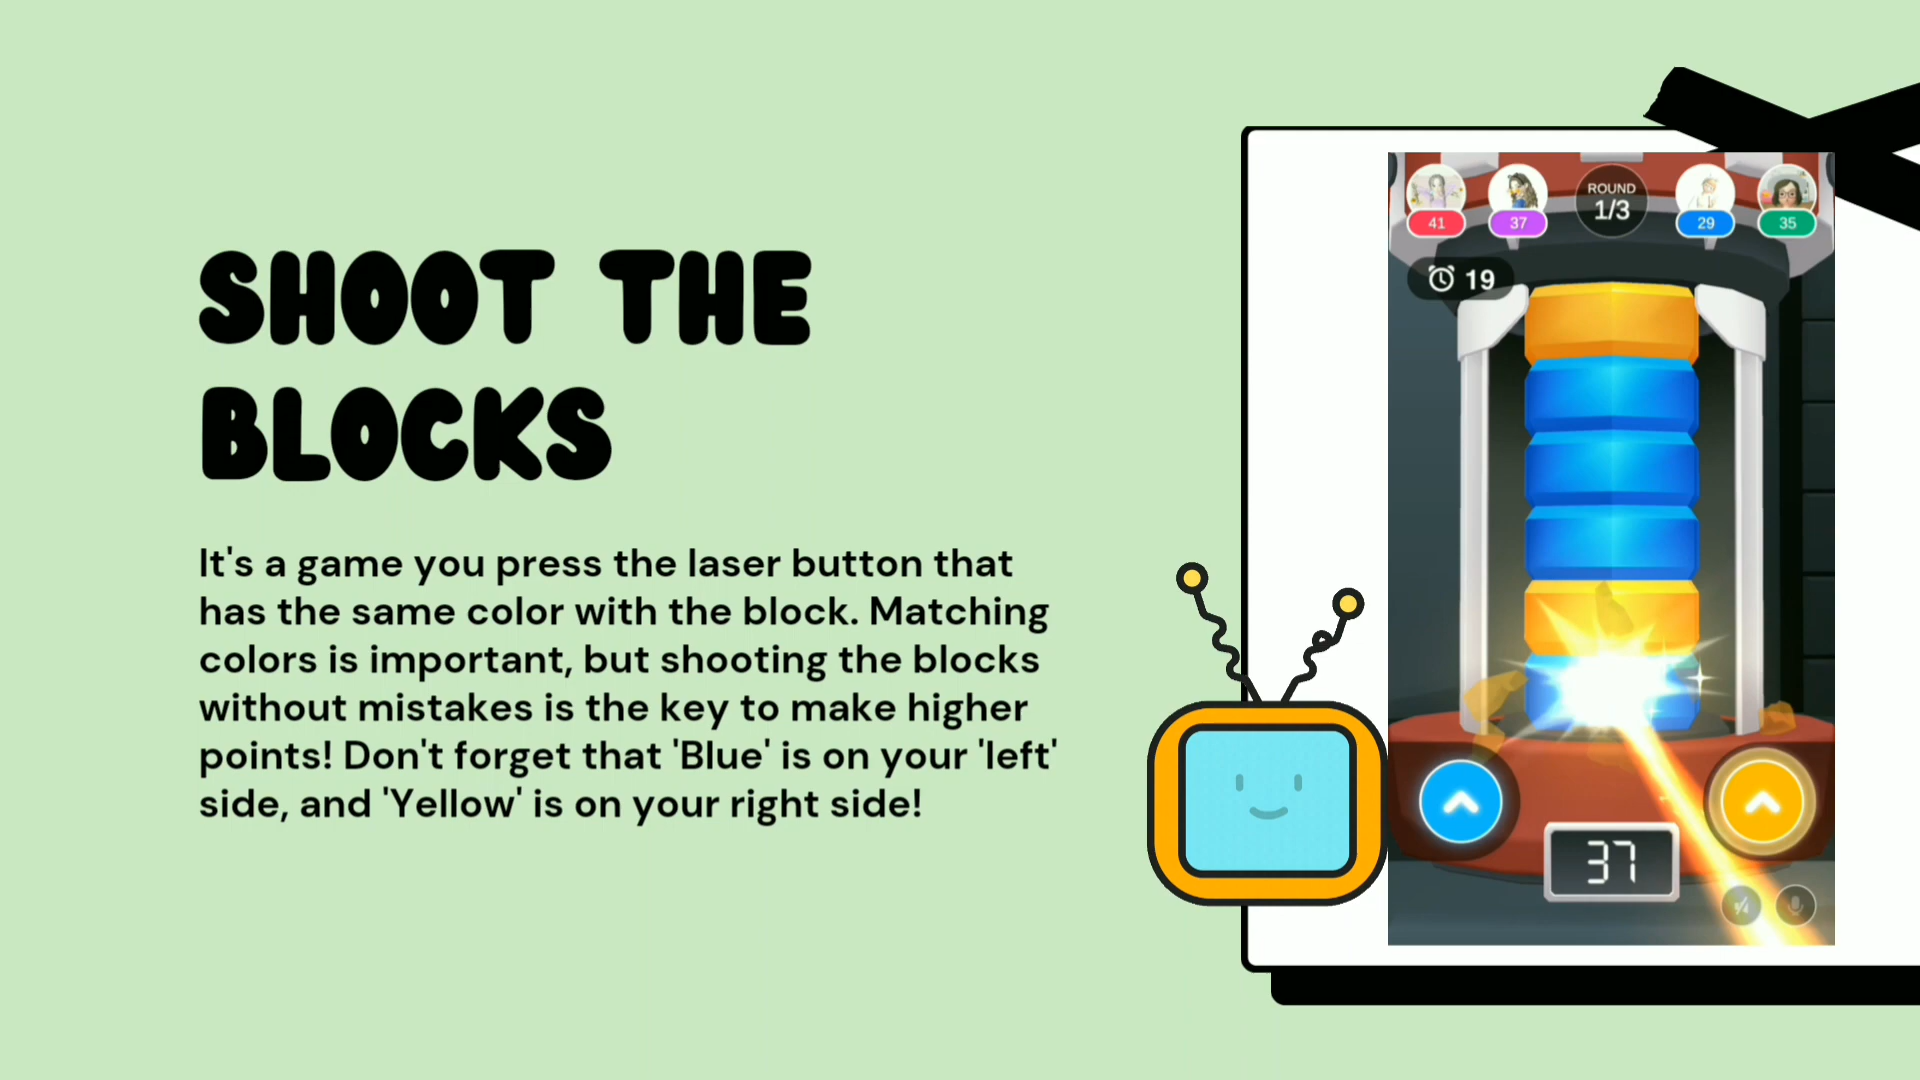 SHOOT THE
BLOCKS
It's a game you press the laser button that
has the same color with the block. Matching
colors is important, but shooting the blocks
without mistakes is the key to make higher
points! Don't forget that 'Blue' is on your 'left'
side, and 'Yellow' is on your right side!
41
37
ROUND
1/3
29
35
19
37